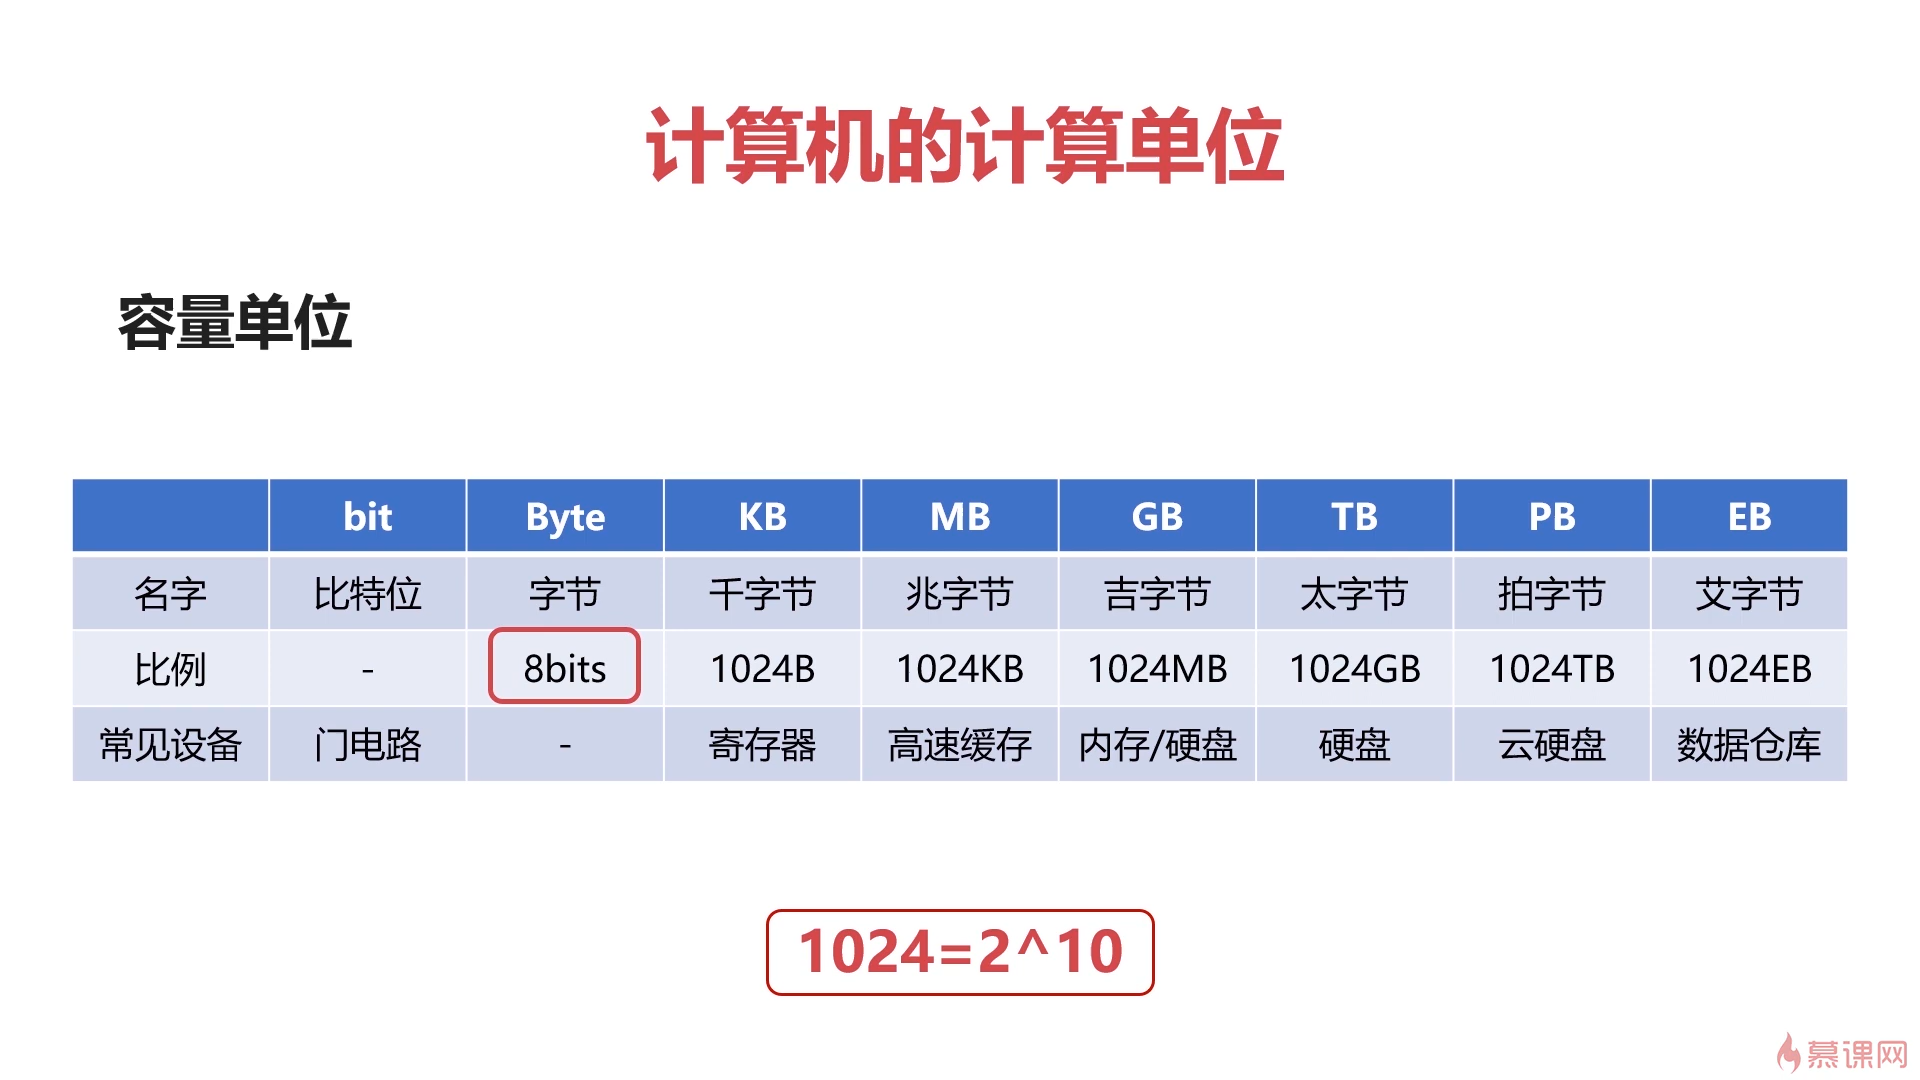 计算机的计算单位
容量单位
bit Byte KB MB GB TB PB EB
名字 比特位 字节 千字节 兆字节 吉字节 太字节 拍字节 艾字节
比例 - 8bits 1024B 1024KB 1024MB 1024GB 1024TB 1024EB
常见设备 门电路 - 寄存器 高速缓存 内存/硬盘 硬盘 云硬盘 数据仓库
1024=2^10
慕课网